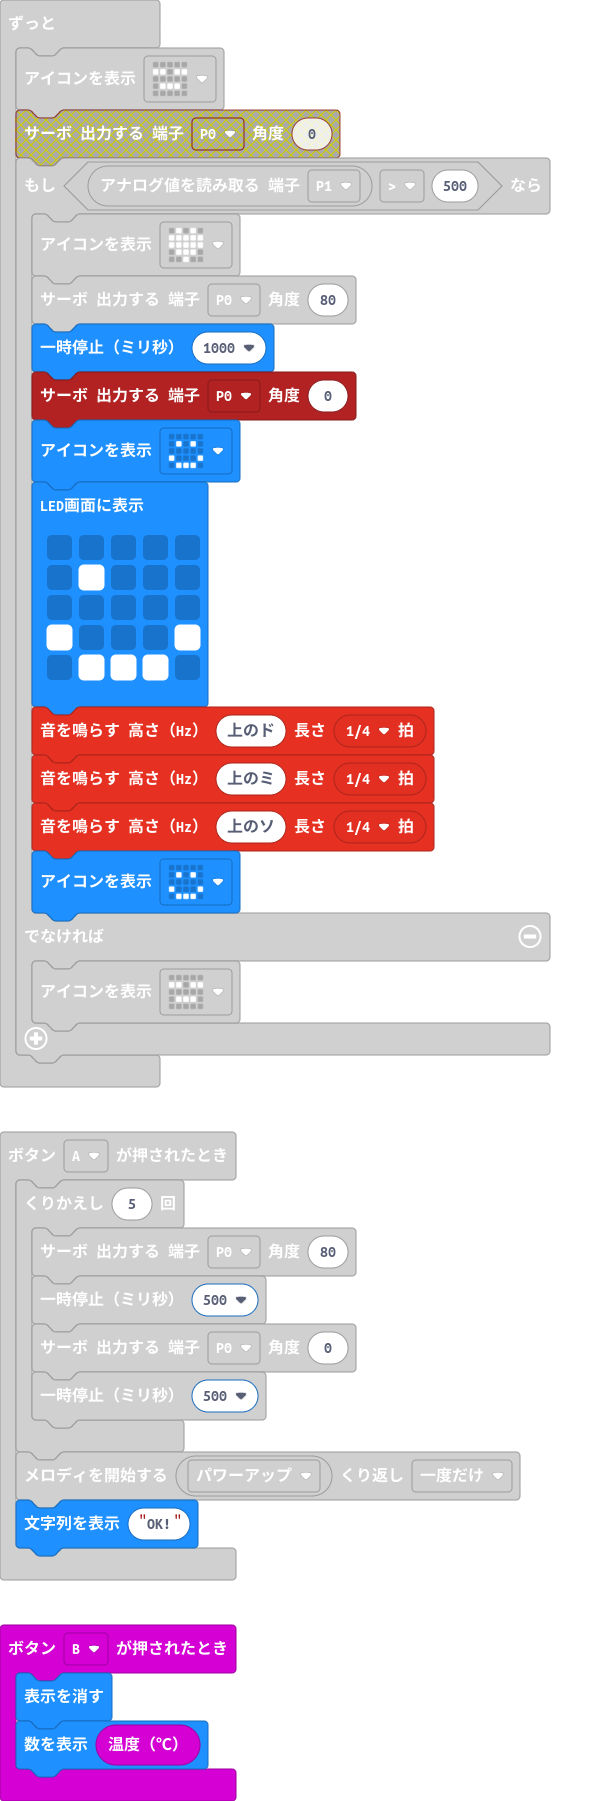 ずっと
アイコンを表示
サーボ 出力する 端子 P0 角度 0
もし アナログ値を読み取る 端子 P1 > 500 なら
アイコンを表示
サーボ 出力する 端子 P0 角度 80
一時停止（ミリ秒） 1000
サーボ 出力する 端子 P0 角度 0
アイコンを表示
LED画面に表示
音を鳴らす 高さ（Hz） 上のド 長さ 1/4 拍
音を鳴らす 高さ（Hz） 上のミ 長さ 1/4 拍
音を鳴らす 高さ（Hz） 上のソ 長さ 1/4 拍
アイコンを表示
でなければ
アイコンを表示
ボタン A が押されたとき
くりかえし 5 回
サーボ 出力する 端子 P0 角度 80
一時停止（ミリ秒） 500
サーボ 出力する 端子 P0 角度 0
一時停止（ミリ秒） 500
メロディを開始する パワーアップ くり返し 一度だけ
文字列を表示 "OK!"
ボタン B が押されたとき
表示を消す
数を表示 温度（℃）